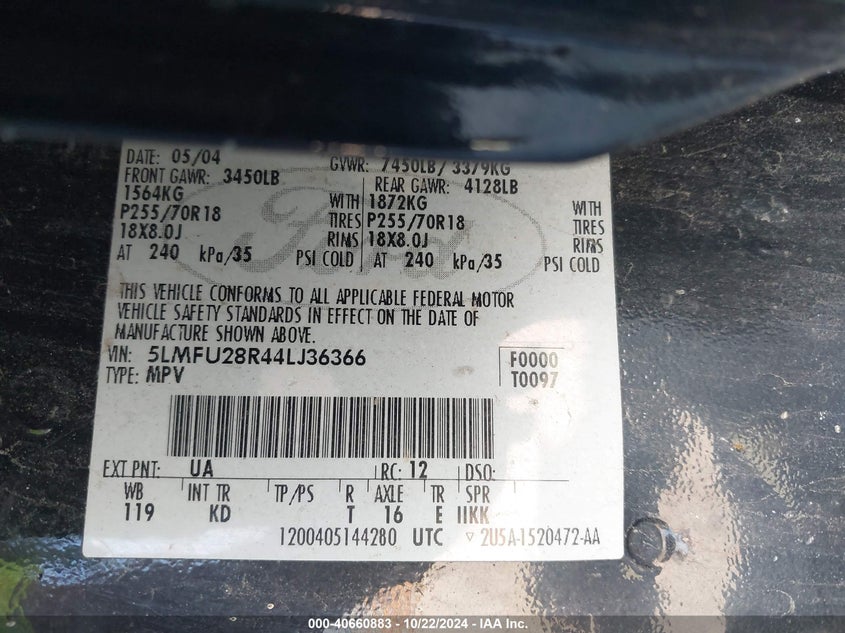 DATE: 05/04 GVWR: 7450LB/ 3379KG
FRONT GAWR: 3450LB REAR GAWR: 4128LB
1564KG WITH 1872KG WITH
P255/70R18 TIRES P255/70R18 TIRES
18X8.0J RIMS 18X8.0J RIMS
AT 240 kPa/35 PSI COLD AT 240 kPa/35 PSI COLD
Ford
THIS VEHICLE CONFORMS TO ALL APPLICABLE FEDERAL MOTOR
VEHICLE SAFETY STANDARDS IN EFFECT ON THE DATE OF
MANUFACTURE SHOWN ABOVE.
VIN: 5LMFU28R44LJ36366 F0000
TYPE: MPV T0097
EXT PNT: UA RC: 12 DSO:
WB INT TR TP/PS R AXLE TR SPR
119 KD T 16 E IIKK
1200405144280 UTC ▽ 2U5A-1520472-AA
000-40660883 - 10/22/2024 - IAA Inc.